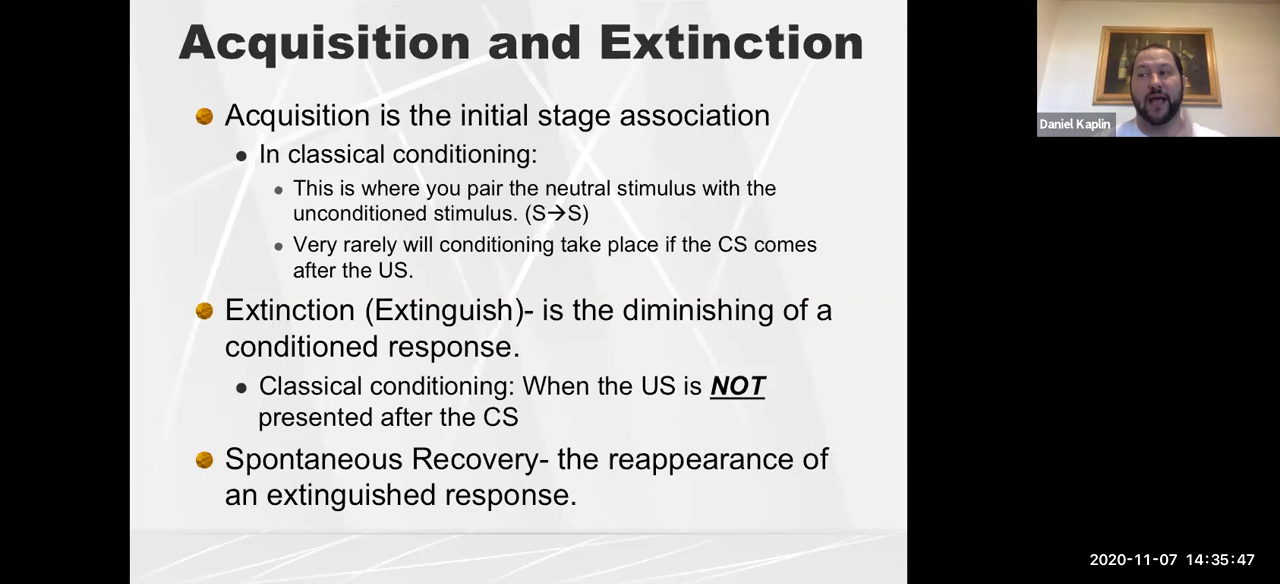 Acquisition and Extinction
Acquisition is the initial stage association
In classical conditioning:
This is where you pair the neutral stimulus with the
unconditioned stimulus. (S→S)
Very rarely will conditioning take place if the CS comes
after the US.
Extinction (Extinguish)- is the diminishing of a
conditioned response.
Classical conditioning: When the US is NOT
presented after the CS
Spontaneous Recovery- the reappearance of
an extinguished response.
Daniel Kaplin
2020-11-07 14:35:47